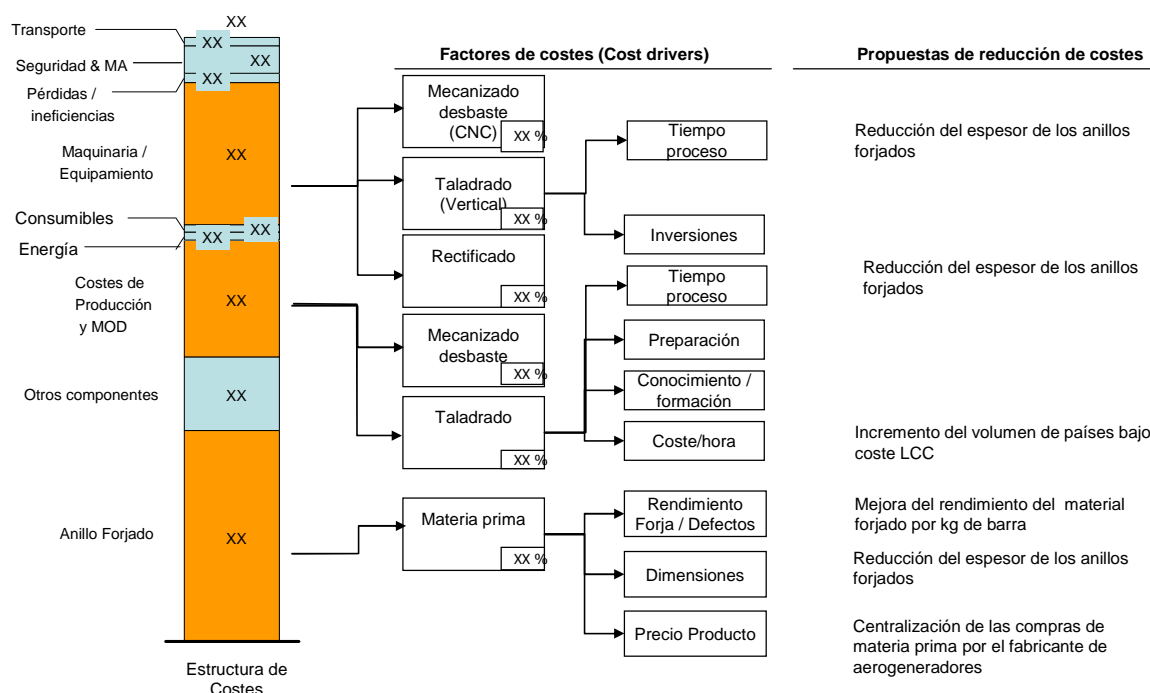 XX
Transporte
XX
Seguridad & MA
XX
XX
Pérdidas /
ineficiencias
Maquinaria /
Equipamiento
XX
Consumibles
XX
XX
Energía
Costes de
Producción
y MOD
XX
Otros componentes
XX
Anillo Forjado
XX
Estructura de
Costes
Factores de costes (Cost drivers)
Mecanizado
desbaste
(CNC)
XX %
Taladrado
(Vertical)
XX %
Rectificado
XX %
Mecanizado
desbaste
XX %
Taladrado
XX %
Materia prima
XX %
Tiempo
proceso
Inversiones
Tiempo
proceso
Preparación
Conocimiento /
formación
Coste/hora
Rendimiento
Forja / Defectos
Dimensiones
Precio Producto
Propuestas de reducción de costes
Reducción del espesor de los anillos
forjados
Reducción del espesor de los anillos
forjados
Incremento del volumen de países bajo
coste LCC
Mejora del rendimiento del material
forjado por kg de barra
Reducción del espesor de los anillos
forjados
Centralización de las compras de
materia prima por el fabricante de
aerogeneradores